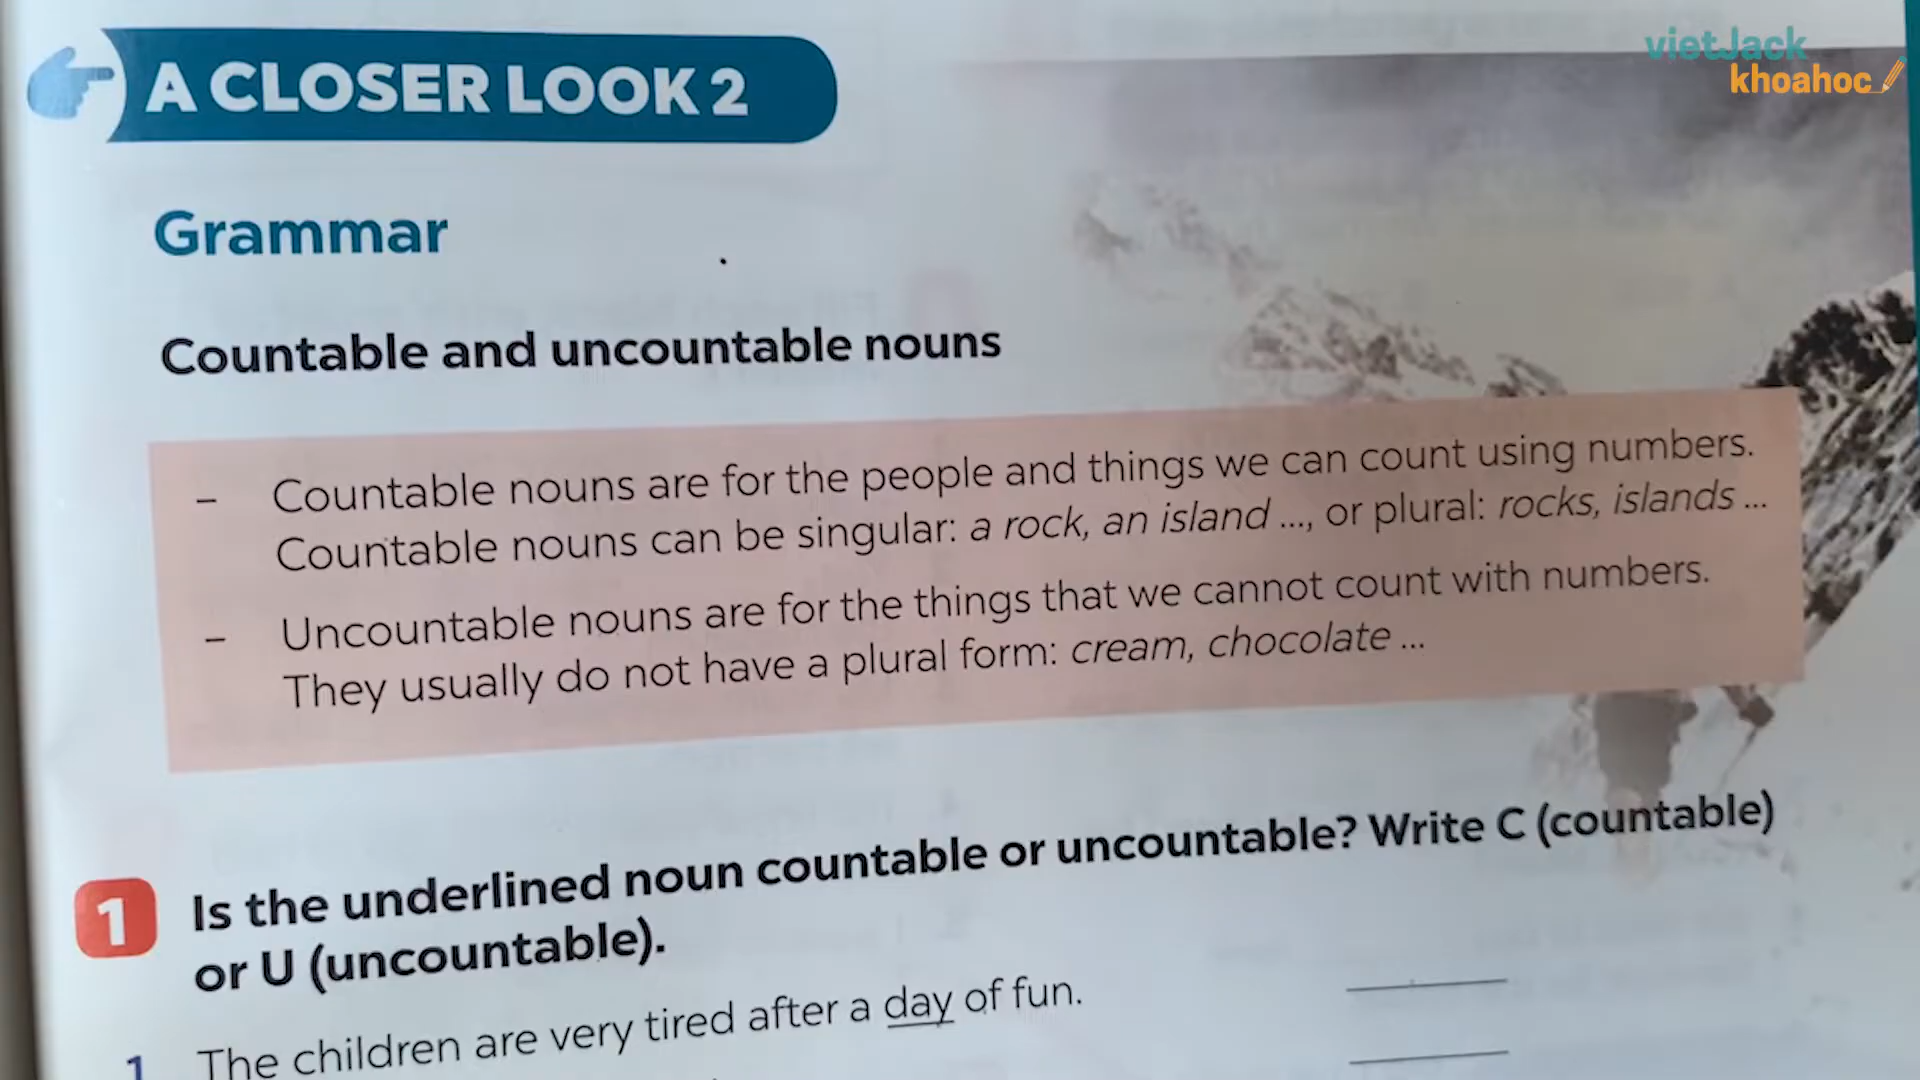 vietJack
khoahoc
A CLOSER LOOK 2
Grammar
Countable and uncountable nouns
– Countable nouns are for the people and things we can count using numbers.
Countable nouns can be singular: a rock, an island ..., or plural: rocks, islands ...
– Uncountable nouns are for the things that we cannot count with numbers.
They usually do not have a plural form: cream, chocolate ...
1 Is the underlined noun countable or uncountable? Write C (countable)
or U (uncountable).
1 The children are very tired after a day of fun.